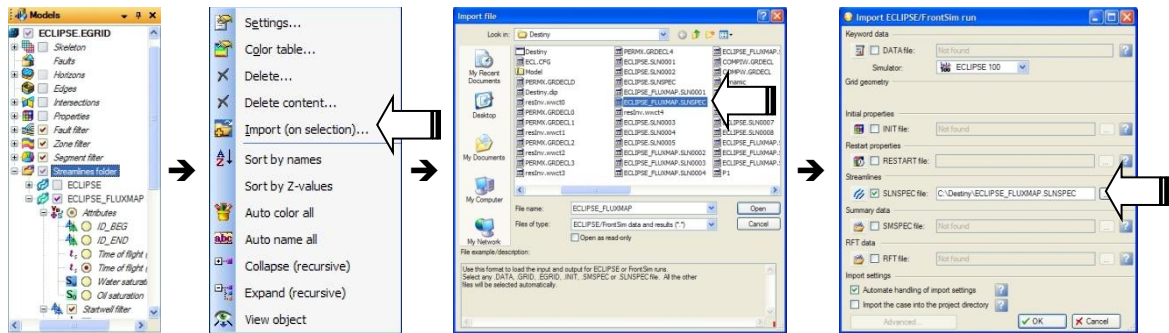 Models
ECLIPSE.EGRID
Skeleton
Faults
Horizons
Edges
Intersections
Properties
Fault filter
Zone filter
Segment filter
Streamlines folder
ECLIPSE
ECLIPSE_FLUXMAP
Attributes
ID_BEG
ID_END
Time of flight
Time of flight
Water saturati
Oil saturation
Startwell filter
Settings...
Color table...
Delete...
Delete content...
Import (on selection)...
Sort by names
Sort by Z-values
Auto color all
Auto name all
Collapse (recursive)
Expand (recursive)
View object
Import file
Look in: Destiny
My Recent Documents
Desktop
My Documents
My Computer
My Network
Destiny
ECL.CFG
Model
PERMX.GRDECLD
Destiny.dip
resInv.wwct0
PERMX.GRDECL0
PERMX.GRDECL1
resInv.wwct1
PERMX.GRDECL2
resInv.wwct2
PERMX.GRDECL3
resInv.wwct3
PERMX.GRDECL4
ECLIPSE.SLN0001
ECLIPSE.SLN0002
ECLIPSE.SLNSPEC
ECLIPSE_FLUXMAP.SLN0001
ECLIPSE_FLUXMAP.SLNSPEC
resInv.wwct4
ECLIPSE.SLN0003
ECLIPSE.SLN0004
ECLIPSE.SLN0005
ECLIPSE_FLUXMAP.SLN0002
ECLIPSE_FLUXMAP.SLN0003
ECLIPSE_FLUXMAP.SLN0004
ECLIPSE_FLUXMAP.S
COMPIW.GRDECL
PERMX.GRDECL4
ECLIPSE_FLUXMAP.S
ECLIPSE_FLUXMAP.S
P1
File name: ECLIPSE_FLUXMAP
Open
Files of type: ECLIPSE/FrontSim data and results (*.*)
Cancel
Open as read-only
File example/description:
Use this format to load the input and output for ECLIPSE or FrontSim runs.
Select any .DATA, .GRID, .EGRID, .INIT, .SMSPEC or .SLNSPEC file. All the other
files will be selected automatically.
Import ECLIPSE/FrontSim run
Keyword data
DATA file: Not found
Simulator: ECLIPSE 100
Grid geometry
Initial properties
INIT file: Not found
Restart properties
RESTART file: Not found
Streamlines
SLNSPEC file: C:\Destiny\ECLIPSE_FLUXMAP.SLNSPEC
Summary data
SMSPEC file: Not found
RFT data
RFT file: Not found
Import settings
Automate handling of import settings
Import the case into the project directory
Advanced...
OK
Cancel